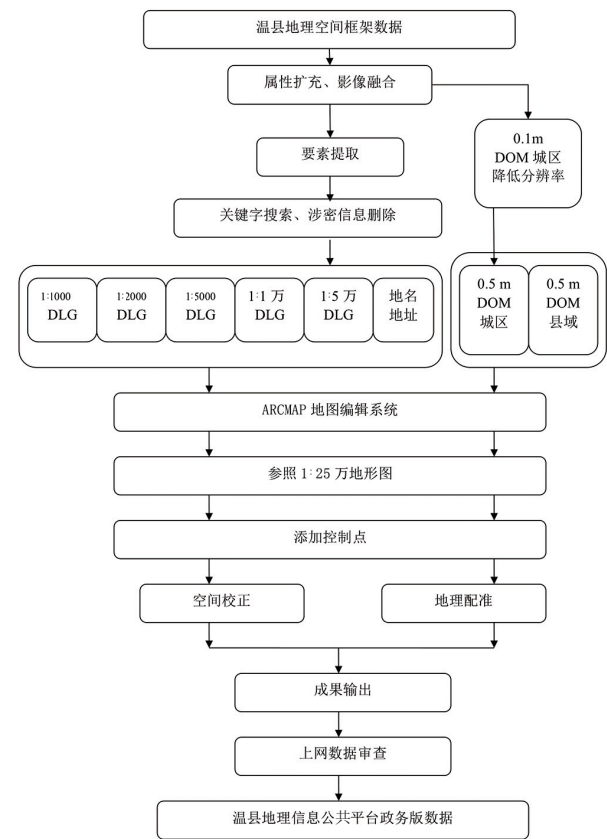 温县地理空间框架数据
属性扩充、影像融合
0.1m
DOM 城区
降低分辨率
要素提取
关键字搜索、涉密信息删除
1:1000
DLG
1:2000
DLG
1:5000
DLG
1:1 万
DLG
1:5 万
DLG
地名
地址
0.5 m
DOM
城区
0.5 m
DOM
县域
ARCMAP 地图编辑系统
参照 1:25 万地形图
添加控制点
空间校正
地理配准
成果输出
上网数据审查
温县地理信息公共平台政务版数据